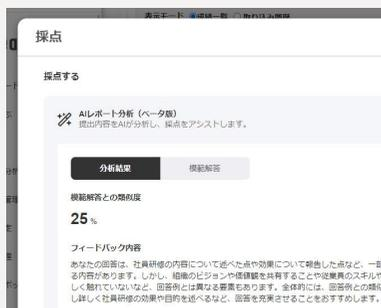 表示モード 成績一覧 取り込み履歴
採点
採点する
AIレポート分析（ベータ版）
提出内容をAIが分析し、採点をアシストします。
分析結果 模範解答
模範解答との類似度
25 %
フィードバック内容
あなたの回答は、社員研修の内容について述べた点や効果について報告した点など、一部
る内容があります。しかし、組織のビジョンや価値観を共有することや従業員のスキルや
しく触れていないなど、回答例とは異なる要素もあります。全体的には、回答例との類似
し詳しく社員研修の効果や目的を述べるなど、回答を充実させることをおすすめします。